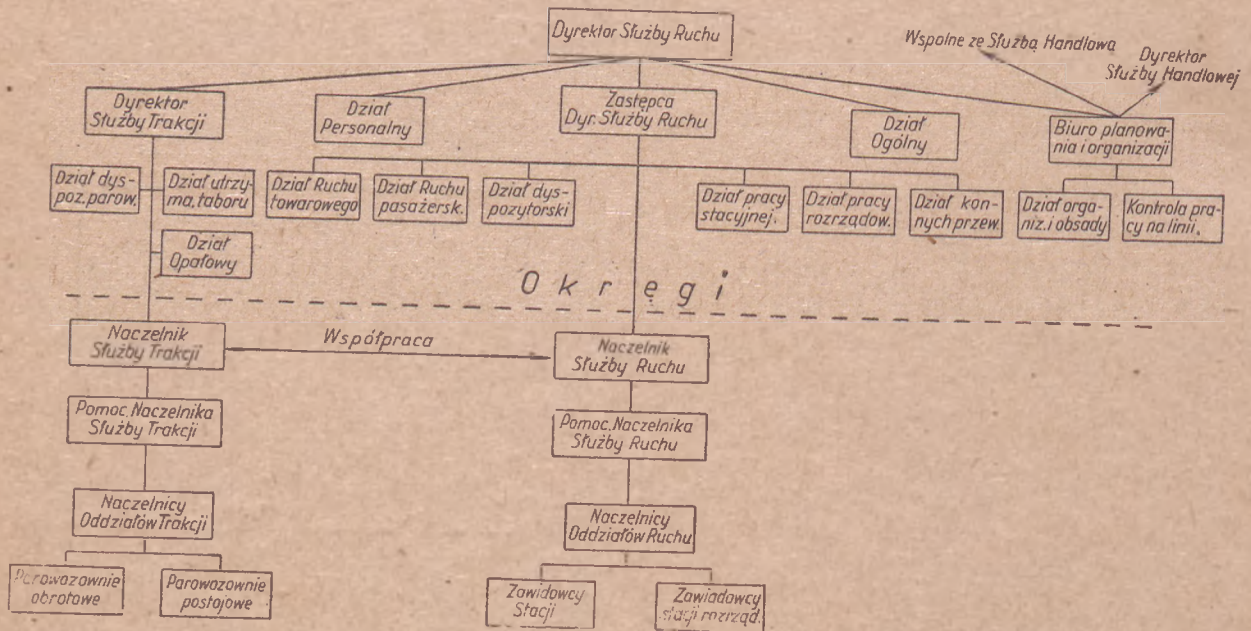 Dyrektor Służby Ruchu
Wspolne ze Służbą Handlową
Dyrektor
Służby Handlowej
Dyrektor
Służby Trakcji
Dział
Personalny
Zastępca
Dyr. Służby Ruchu
Dział
Ogólny
Biuro planowa-
nia i organizacji
Dział dys-
poz. parow.
Dział utrzy-
ma. taboru
Dział Ruchu
towarowego
Dział Ruchu
pasażersk.
Dział dys-
pozytorski
Dział pracy
stacyjnej.
Dział pracy
rozrządow.
Dział kon-
nych przew.
Dział orga-
niz. i obsady
Kontrola pra-
cy na linii.
Dział
Opałowy
Okręgi
Naczelnik
Służby Trakcji
Współpraca
Naczelnik
Służby Ruchu
Pomoc. Naczelnika
Służby Trakcji
Pomoc. Naczelnika
Służby Ruchu
Naczelnicy
Oddziałów Trakcji
Naczelnicy
Oddziałów Ruchu
Parowozownie
obrotowe
Parowozownie
postojowe
Zawidowcy
Stacji
Zawiadowcy
stacji rozrząd.